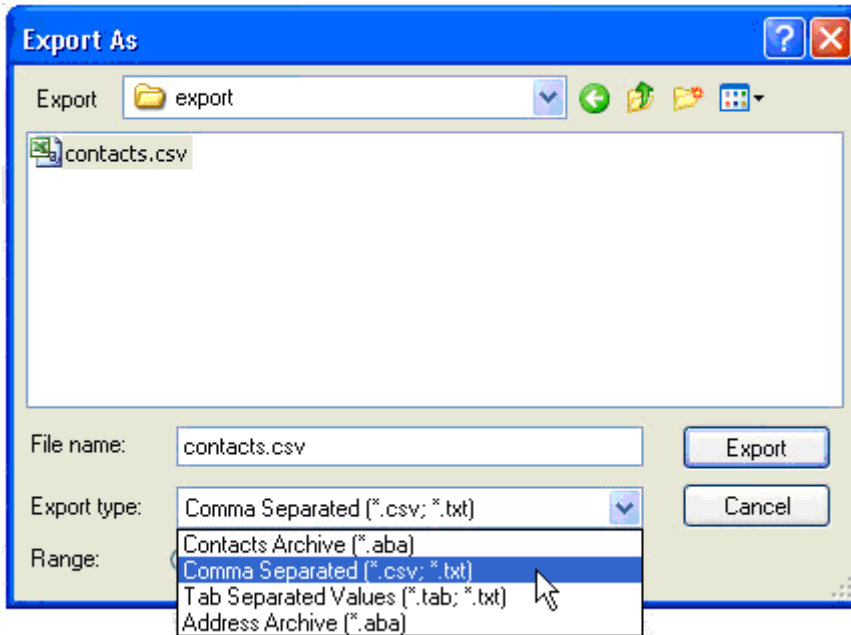 Export As
Export export
contacts.csv
File name: contacts.csv Export
Export type: Comma Separated (*.csv; *.txt) Cancel
Contacts Archive (*.aba)
Range: Comma Separated (*.csv; *.txt)
Tab Separated Values (*.tab; *.txt)
Address Archive (*.aba)